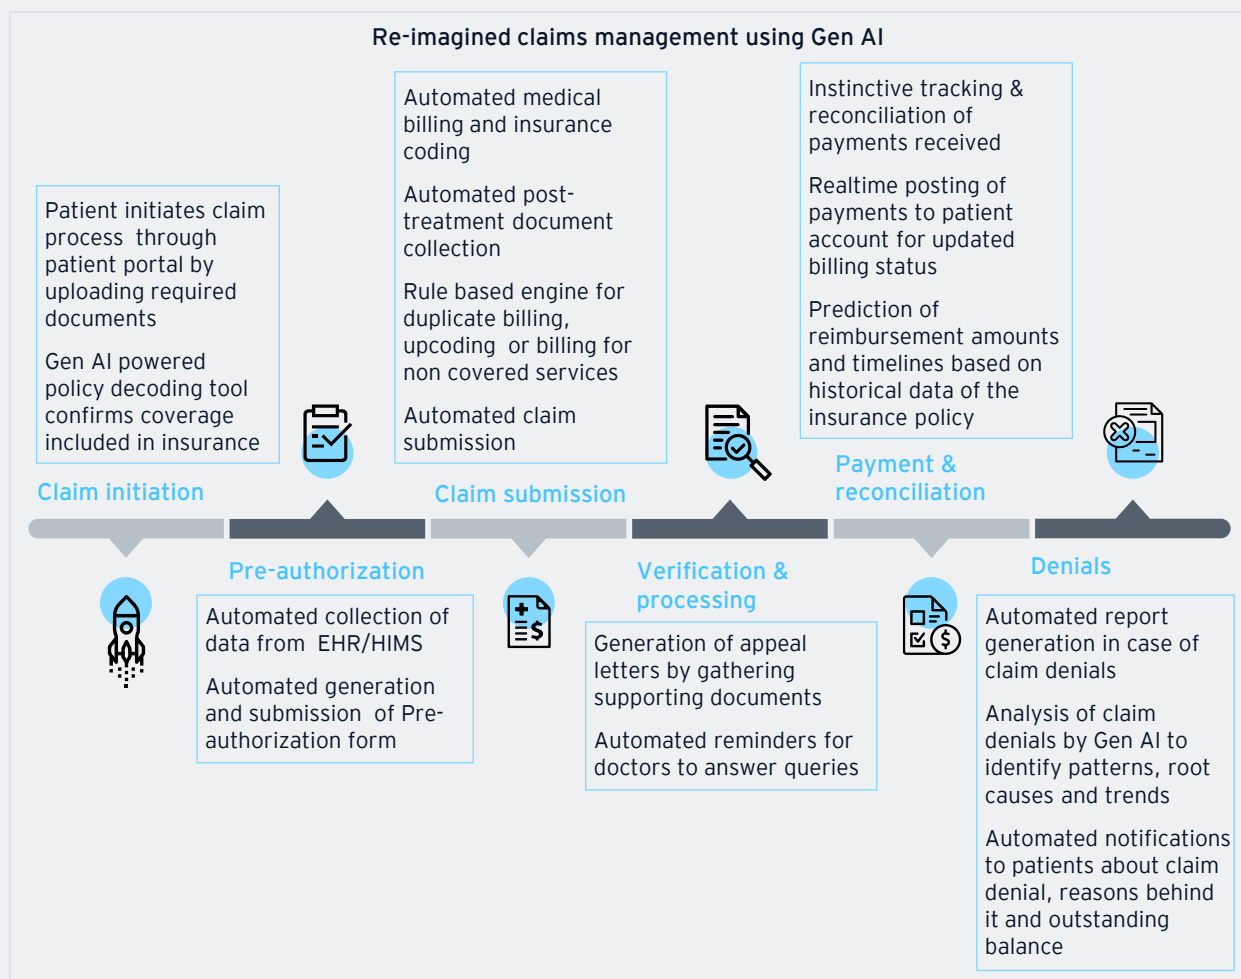 Re-imagined claims management using Gen AI
Patient initiates claim
process through
patient portal by
uploading required
documents
Gen AI powered
policy decoding tool
confirms coverage
included in insurance
Claim initiation
Pre-authorization
Automated collection of
data from EHR/HIMS
Automated generation
and submission of Pre-
authorization form
Automated medical
billing and insurance
coding
Automated post-
treatment document
collection
Rule based engine for
duplicate billing,
upcoding or billing for
non covered services
Automated claim
submission
Claim submission
Verification &
processing
Generation of appeal
letters by gathering
supporting documents
Automated reminders for
doctors to answer queries
Instinctive tracking &
reconciliation of
payments received
Realtime posting of
payments to patient
account for updated
billing status
Prediction of
reimbursement amounts
and timelines based on
historical data of the
insurance policy
Payment &
reconciliation
Denials
Automated report
generation in case of
claim denials
Analysis of claim
denials by Gen AI to
identify patterns, root
causes and trends
Automated notifications
to patients about claim
denial, reasons behind
it and outstanding
balance